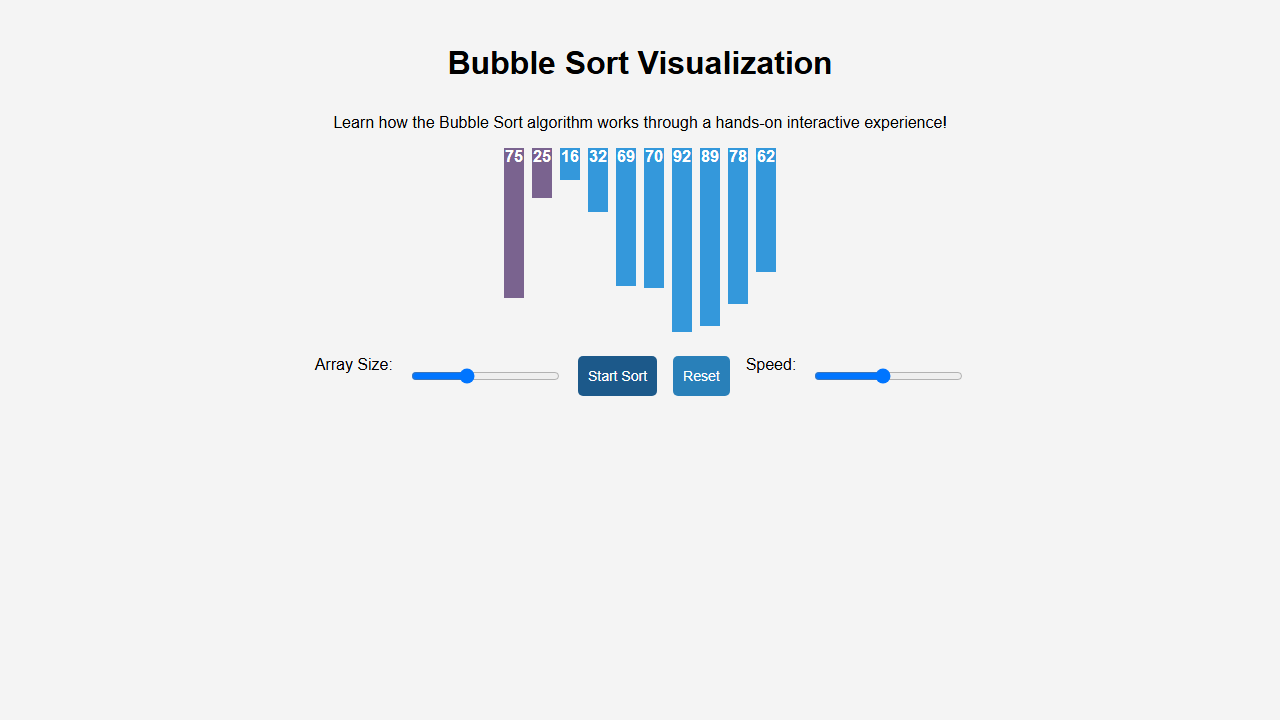 Bubble Sort Visualization
Learn how the Bubble Sort algorithm works through a hands-on interactive experience!
75 25 16 32 69 70 92 89 78 62
Array Size: Start Sort Reset Speed: